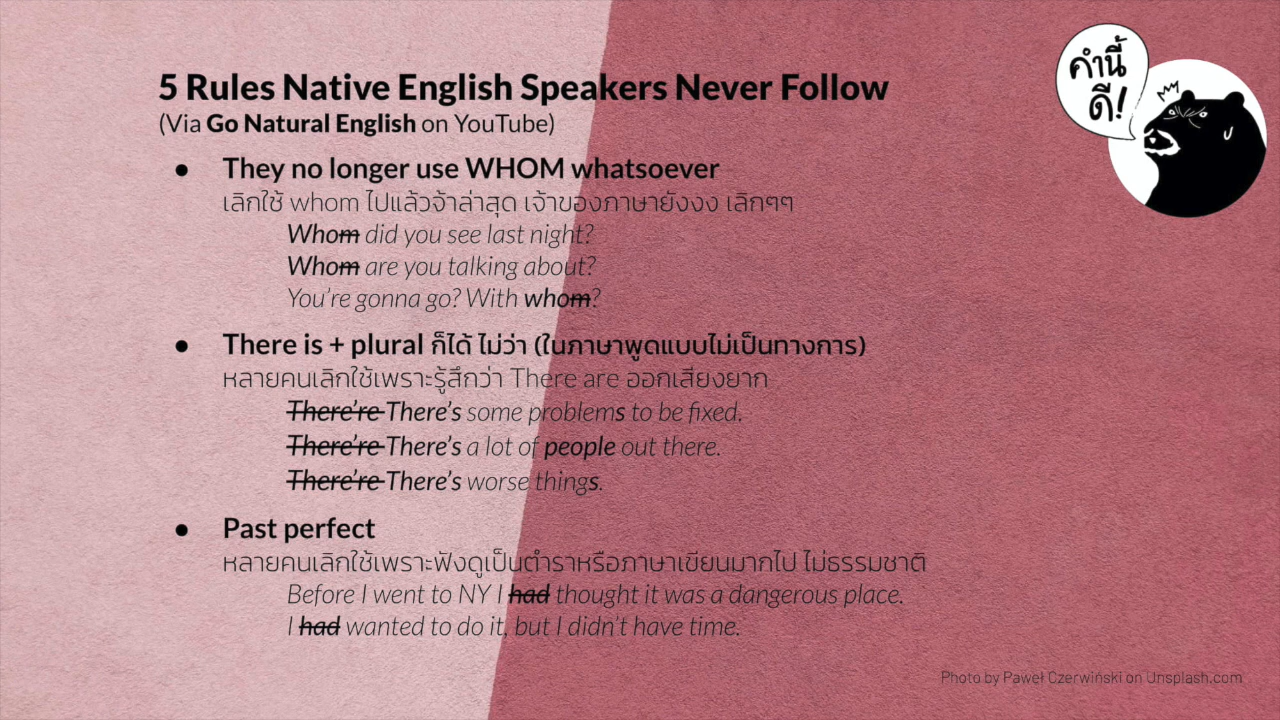 5 Rules Native English Speakers Never Follow
(Via Go Natural English on YouTube)
● They no longer use WHOM whatsoever
เลิกใช้ whom ไปแล้วจ้าล่าสุด เจ้าของภาษายังงง เลิกๆๆ
Whom did you see last night?
Whom are you talking about?
You're gonna go? With whom?
● There is + plural ก็ได้ ไม่ว่า (ในภาษาพูดแบบไม่เป็นทางการ)
หลายคนเลิกใช้เพราะรู้สึกว่า There are ออกเสียงยาก
There're There's some problems to be fixed.
There're There's a lot of people out there.
There're There's worse things.
● Past perfect
หลายคนเลิกใช้เพราะฟังดูเป็นตำราหรือภาษาเขียนมากไป ไม่ธรรมชาติ
Before I went to NY I had thought it was a dangerous place.
I had wanted to do it, but I didn't have time.
คำนี้
ดี!
Photo by Paweł Czerwiński on Unsplash.com